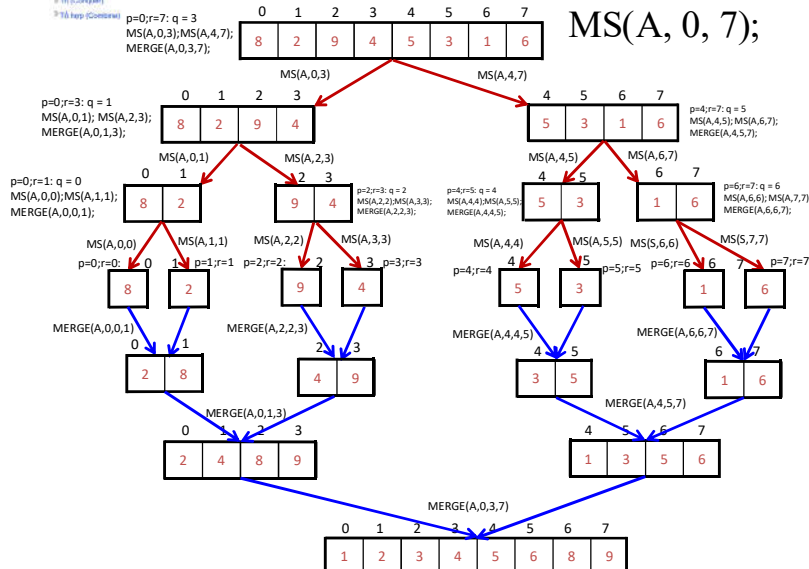 3 Tổ hợp (Combine)
MS(A, 0, 7);
p=0;r=7: q = 3
MS(A,0,3);MS(A,4,7);
MERGE(A,0,3,7);
0 1 2 3 4 5 6 7
8 2 9 4 5 3 1 6
MS(A,0,3)
MS(A,4,7)
p=0;r=3: q = 1
MS(A,0,1); MS(A,2,3);
MERGE(A,0,1,3);
0 1 2 3
8 2 9 4
4 5 6 7
5 3 1 6
p=4;r=7: q = 5
MS(A,4,5); MS(A,6,7);
MERGE(A,4,5,7);
MS(A,0,1)
MS(A,2,3)
MS(A,4,5)
MS(A,6,7)
p=0;r=1: q = 0
MS(A,0,0);MS(A,1,1);
MERGE(A,0,0,1);
0 1
8 2
2 3
9 4
p=2;r=3: q = 2
MS(A,2,2);MS(A,3,3);
MERGE(A,2,2,3);
p=4;r=5: q = 4
MS(A,4,4);MS(A,5,5);
MERGE(A,4,4,5);
4 5
5 3
6 7
1 6
p=6;r=7: q = 6
MS(A,6,6); MS(A,7,7)
MERGE(A,6,6,7);
MS(A,0,0)
MS(A,1,1)
MS(A,2,2)
MS(A,3,3)
MS(A,4,4)
MS(A,5,5)
MS(S,6,6)
MS(S,7,7)
p=0;r=0: 0 1 p=1;r=1
8 2
p=2;r=2: 2 3 p=3;r=3
9 4
p=4;r=4 4 5 p=5;r=5
5 3
p=6;r=6 6 7 p=7;r=7
1 6
MERGE(A,0,0,1)
MERGE(A,2,2,3)
MERGE(A,4,4,5)
MERGE(A,6,6,7)
0 1
2 8
2 3
4 9
4 5
3 5
6 7
1 6
MERGE(A,0,1,3)
MERGE(A,4,5,7)
0 1 2 3
2 4 8 9
4 5 6 7
1 3 5 6
MERGE(A,0,3,7)
0 1 2 3 4 5 6 7
1 2 3 4 5 6 8 9